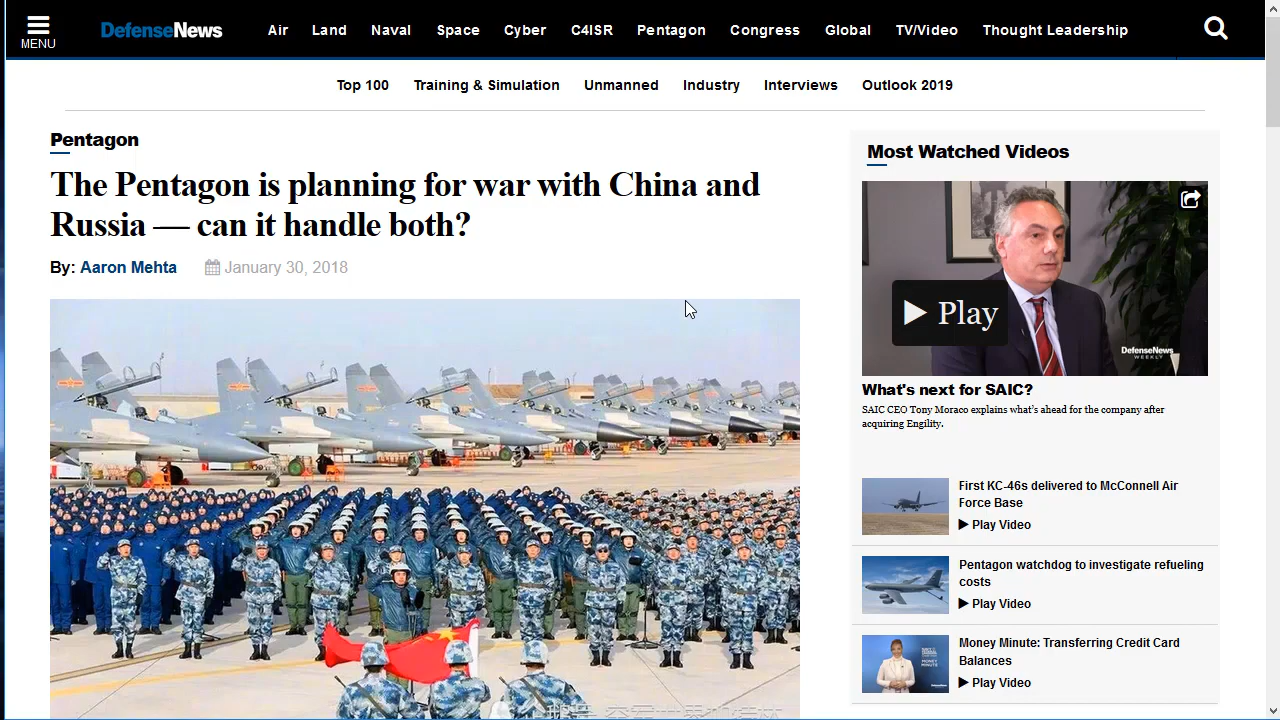 MENU
DefenseNews
Air
Land
Naval
Space
Cyber
C4ISR
Pentagon
Congress
Global
TV/Video
Thought Leadership
Top 100
Training & Simulation
Unmanned
Industry
Interviews
Outlook 2019
Pentagon
The Pentagon is planning for war with China and
Russia — can it handle both?
By: Aaron Mehta
January 30, 2018
Most Watched Videos
Play
DefenseNews
WEEKLY
What's next for SAIC?
SAIC CEO Tony Moraco explains what's ahead for the company after
acquiring Engility.
First KC-46s delivered to McConnell Air
Force Base
Play Video
Pentagon watchdog to investigate refueling
costs
Play Video
Money Minute: Transferring Credit Card
Balances
Play Video